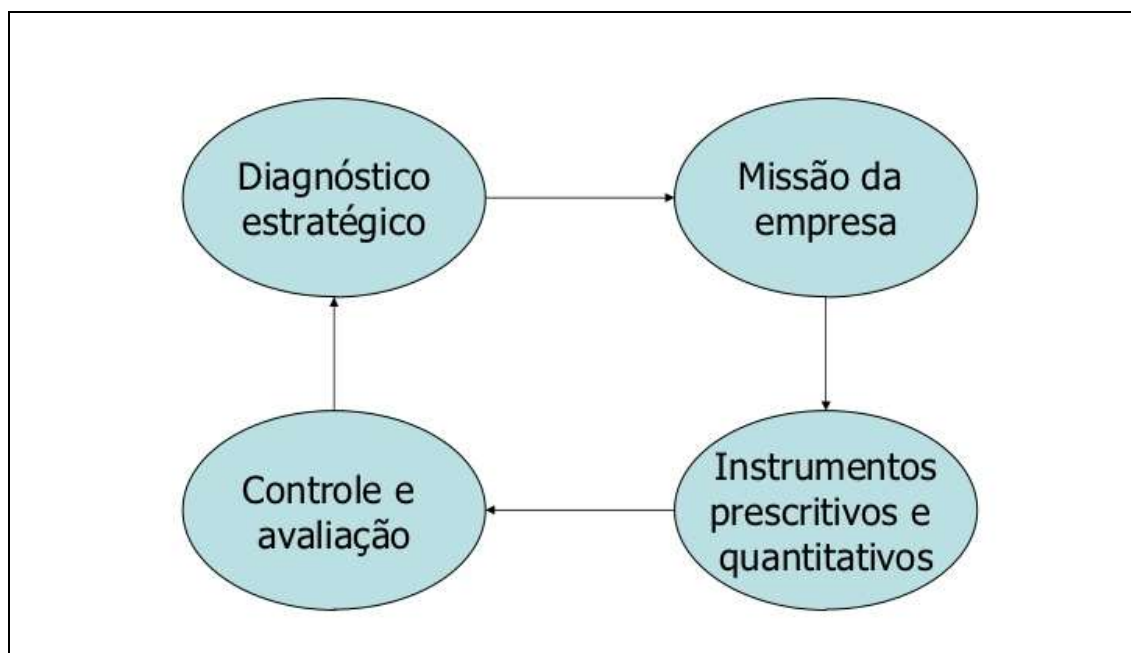 Diagnóstico
estratégico
Missão da
empresa
Controle e
avaliação
Instrumentos
prescritivos e
quantitativos